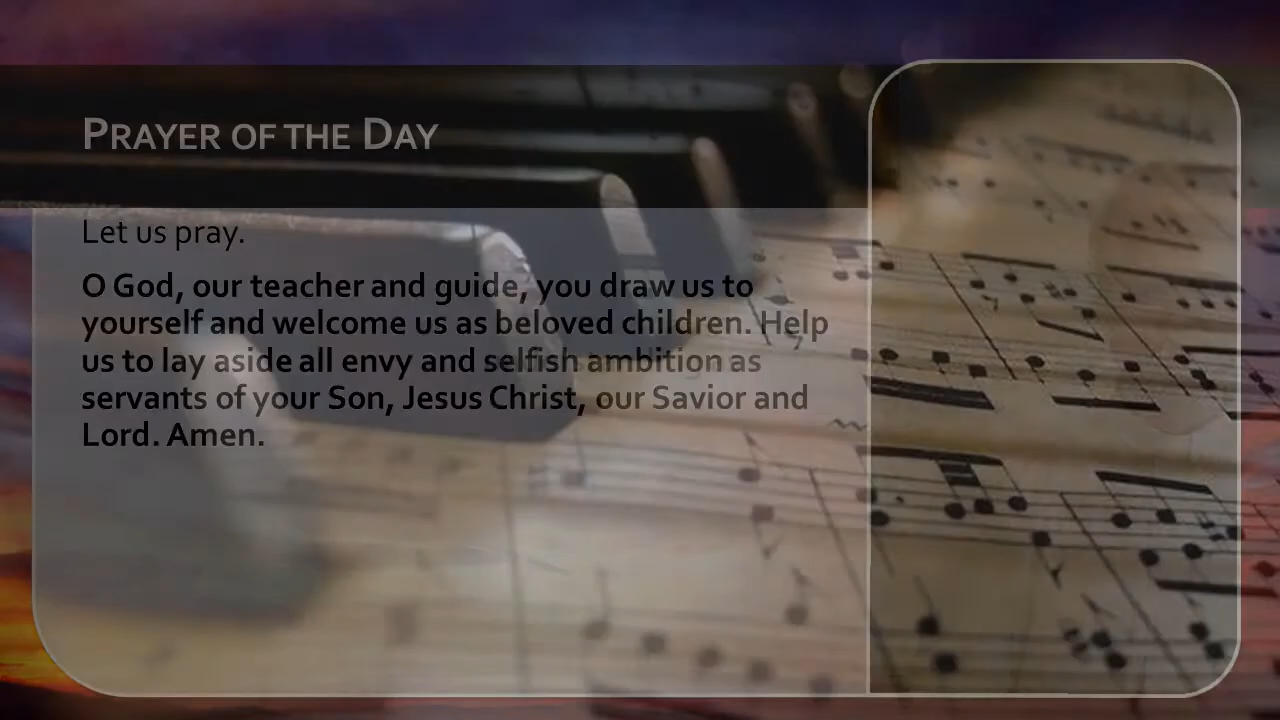 PRAYER OF THE DAY
Let us pray.
O God, our teacher and guide, you draw us to
yourself and welcome us as beloved children. Help
us to lay aside all envy and selfish ambition as
servants of your Son, Jesus Christ, our Savior and
Lord. Amen.